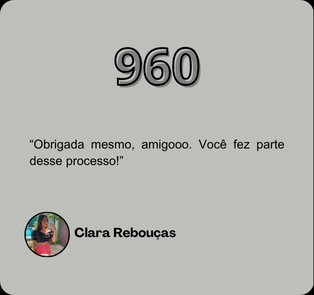 960
“Obrigada mesmo, amigooo. Você fez parte
desse processo!”
Clara Rebouças